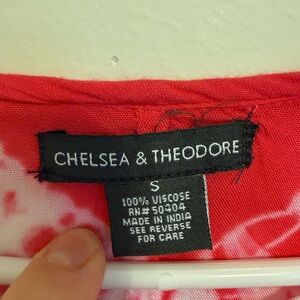 CHELSEA & THEODORE
S
100% VISCOSE
RN# 50404
MADE IN INDIA
SEE REVERSE
FOR CARE